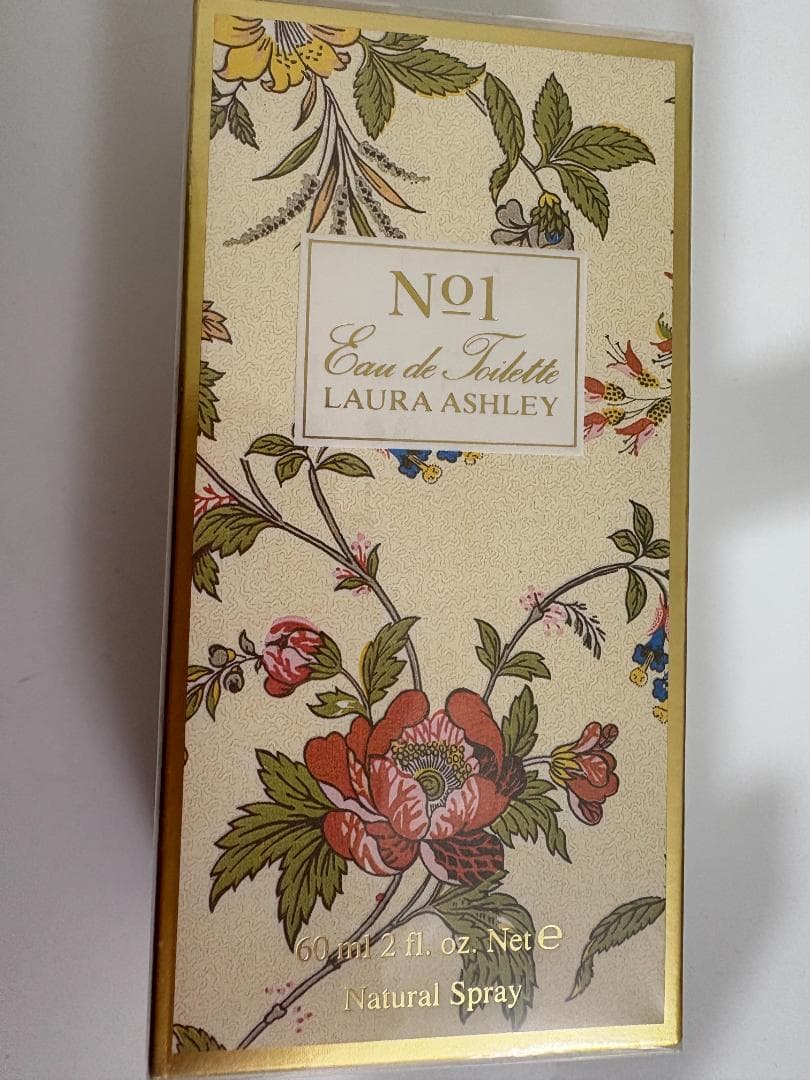 Nº1
Eau de Toilette
LAURA ASHLEY
60 ml 2 fl. oz. Net e
Natural Spray